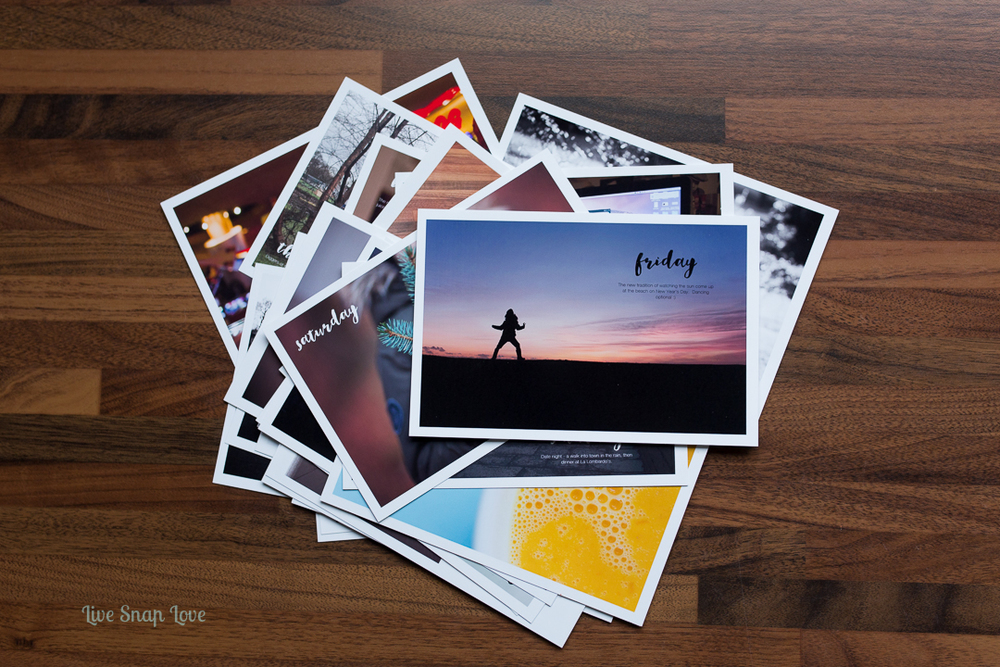 friday
The new tradition of watching the sun come up
at the beach on New Year's Day. Dancing
optional :)
saturday
Date night - a walk into town in the rain, then
dinner at La Lombarda's.
Live Snap Love